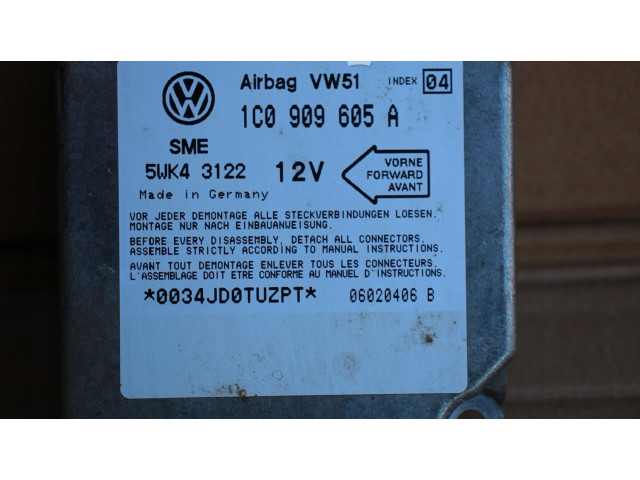 Airbag VW51 INDEX 04
1C0 909 605 A
SME
5WK4 3122 12V
VORNE
FORWARD
AVANT
Made in Germany
VOR JEDER DEMONTAGE ALLE STECKVERBINDUNGEN LOESEN.
MONTAGE NUR NACH EINBAUANWEISUNG.
BEFORE EVERY DISASSEMBLY, DETACH ALL CONNECTORS.
ASSEMBLE STRICTLY ACCORDING TO MANUAL INSTRUCTIONS.
AVANT TOUT DEMONTAGE ENLEVER TOUS LES CONNECTEURS.
L'ASSEMBLAGE DOIT ETRE CONFORME AU MANUEL D'INSTRUCTIONS.
*0034JD0TUZPT* 06020406 B